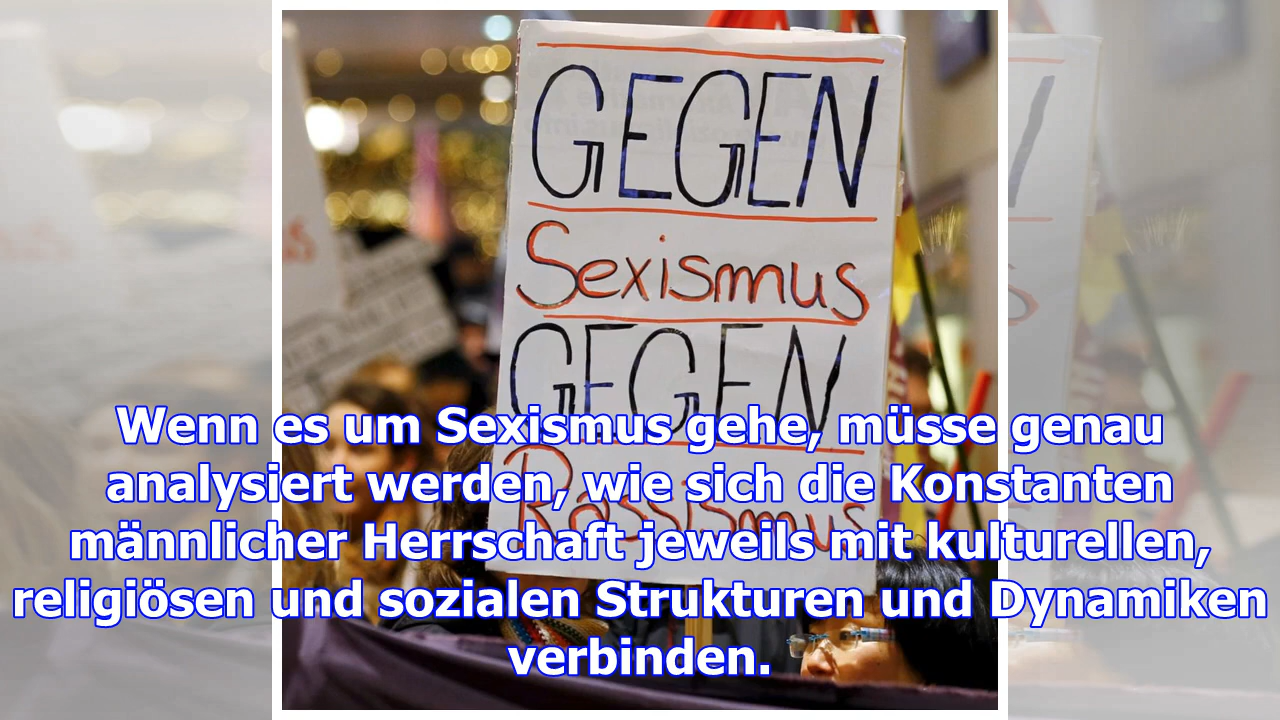 GEGEN
Sexismus
GEGEN
Rassismus
Wenn es um Sexismus gehe, müsse genau
analysiert werden, wie sich die Konstanten
männlicher Herrschaft jeweils mit kulturellen,
religiösen und sozialen Strukturen und Dynamiken
verbinden.